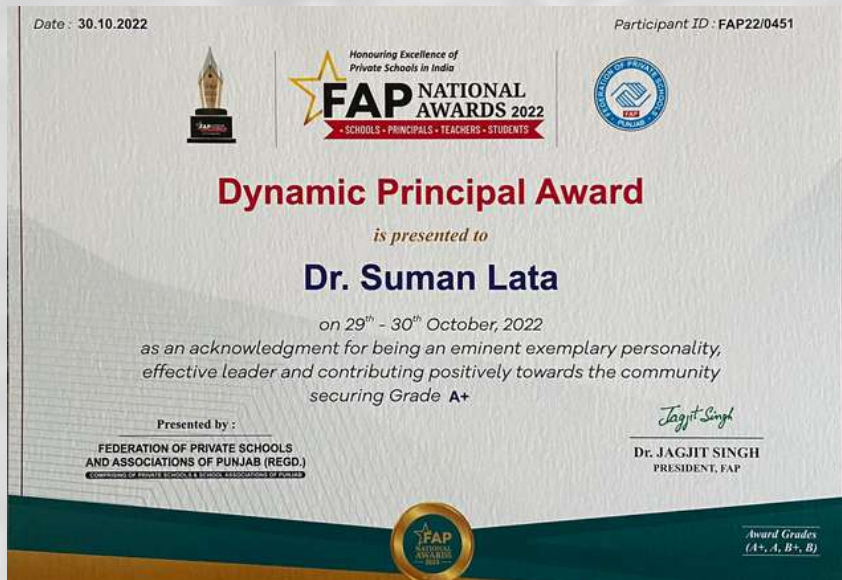 Date : 30.10.2022
Participant ID : FAP22/0451
Honouring Excellence of
Private Schools in India
FAP NATIONAL
AWARDS 2022
• SCHOOLS • PRINCIPALS • TEACHERS • STUDENTS
FEDERATION OF PRIVATE SCHOOLS
FAP
• PUNJAB •
Dynamic Principal Award
is presented to
Dr. Suman Lata
on 29th - 30th October, 2022
as an acknowledgment for being an eminent exemplary personality,
effective leader and contributing positively towards the community
securing Grade A+
Presented by :
FEDERATION OF PRIVATE SCHOOLS
AND ASSOCIATIONS OF PUNJAB (REGD.)
COMPRISING OF PRIVATE SCHOOLS & SCHOOL ASSOCIATIONS OF PUNJAB
Jagjit Singh
Dr. JAGJIT SINGH
PRESIDENT, FAP
FAP
NATIONAL
AWARDS
Award Grades
(A+, A, B+, B)